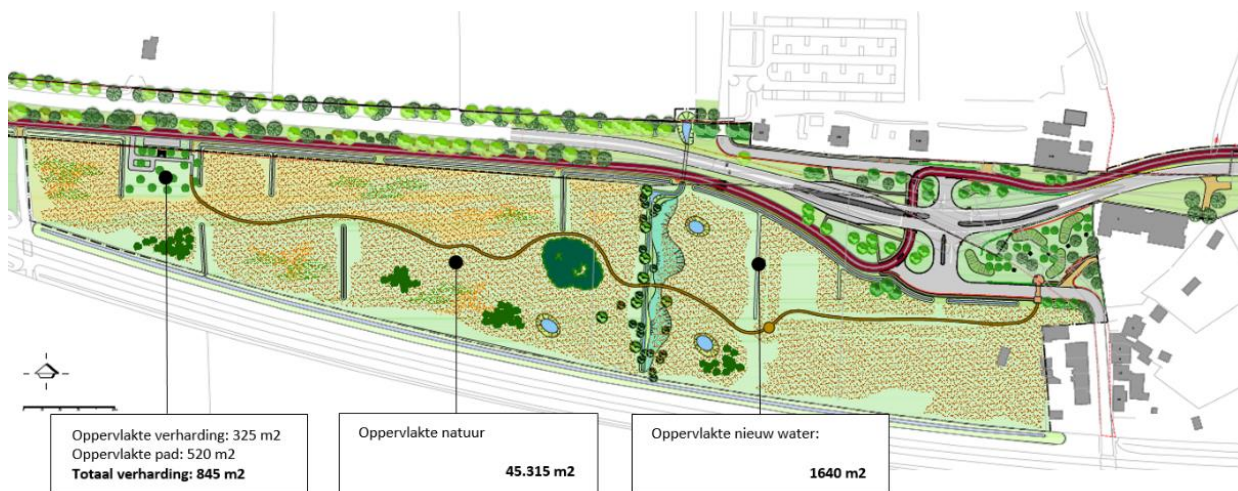 Oppervlakte verharding: 325 m2
Oppervlakte pad: 520 m2
Totaal verharding: 845 m2
Oppervlakte natuur
45.315 m2
Oppervlakte nieuw water:
1640 m2